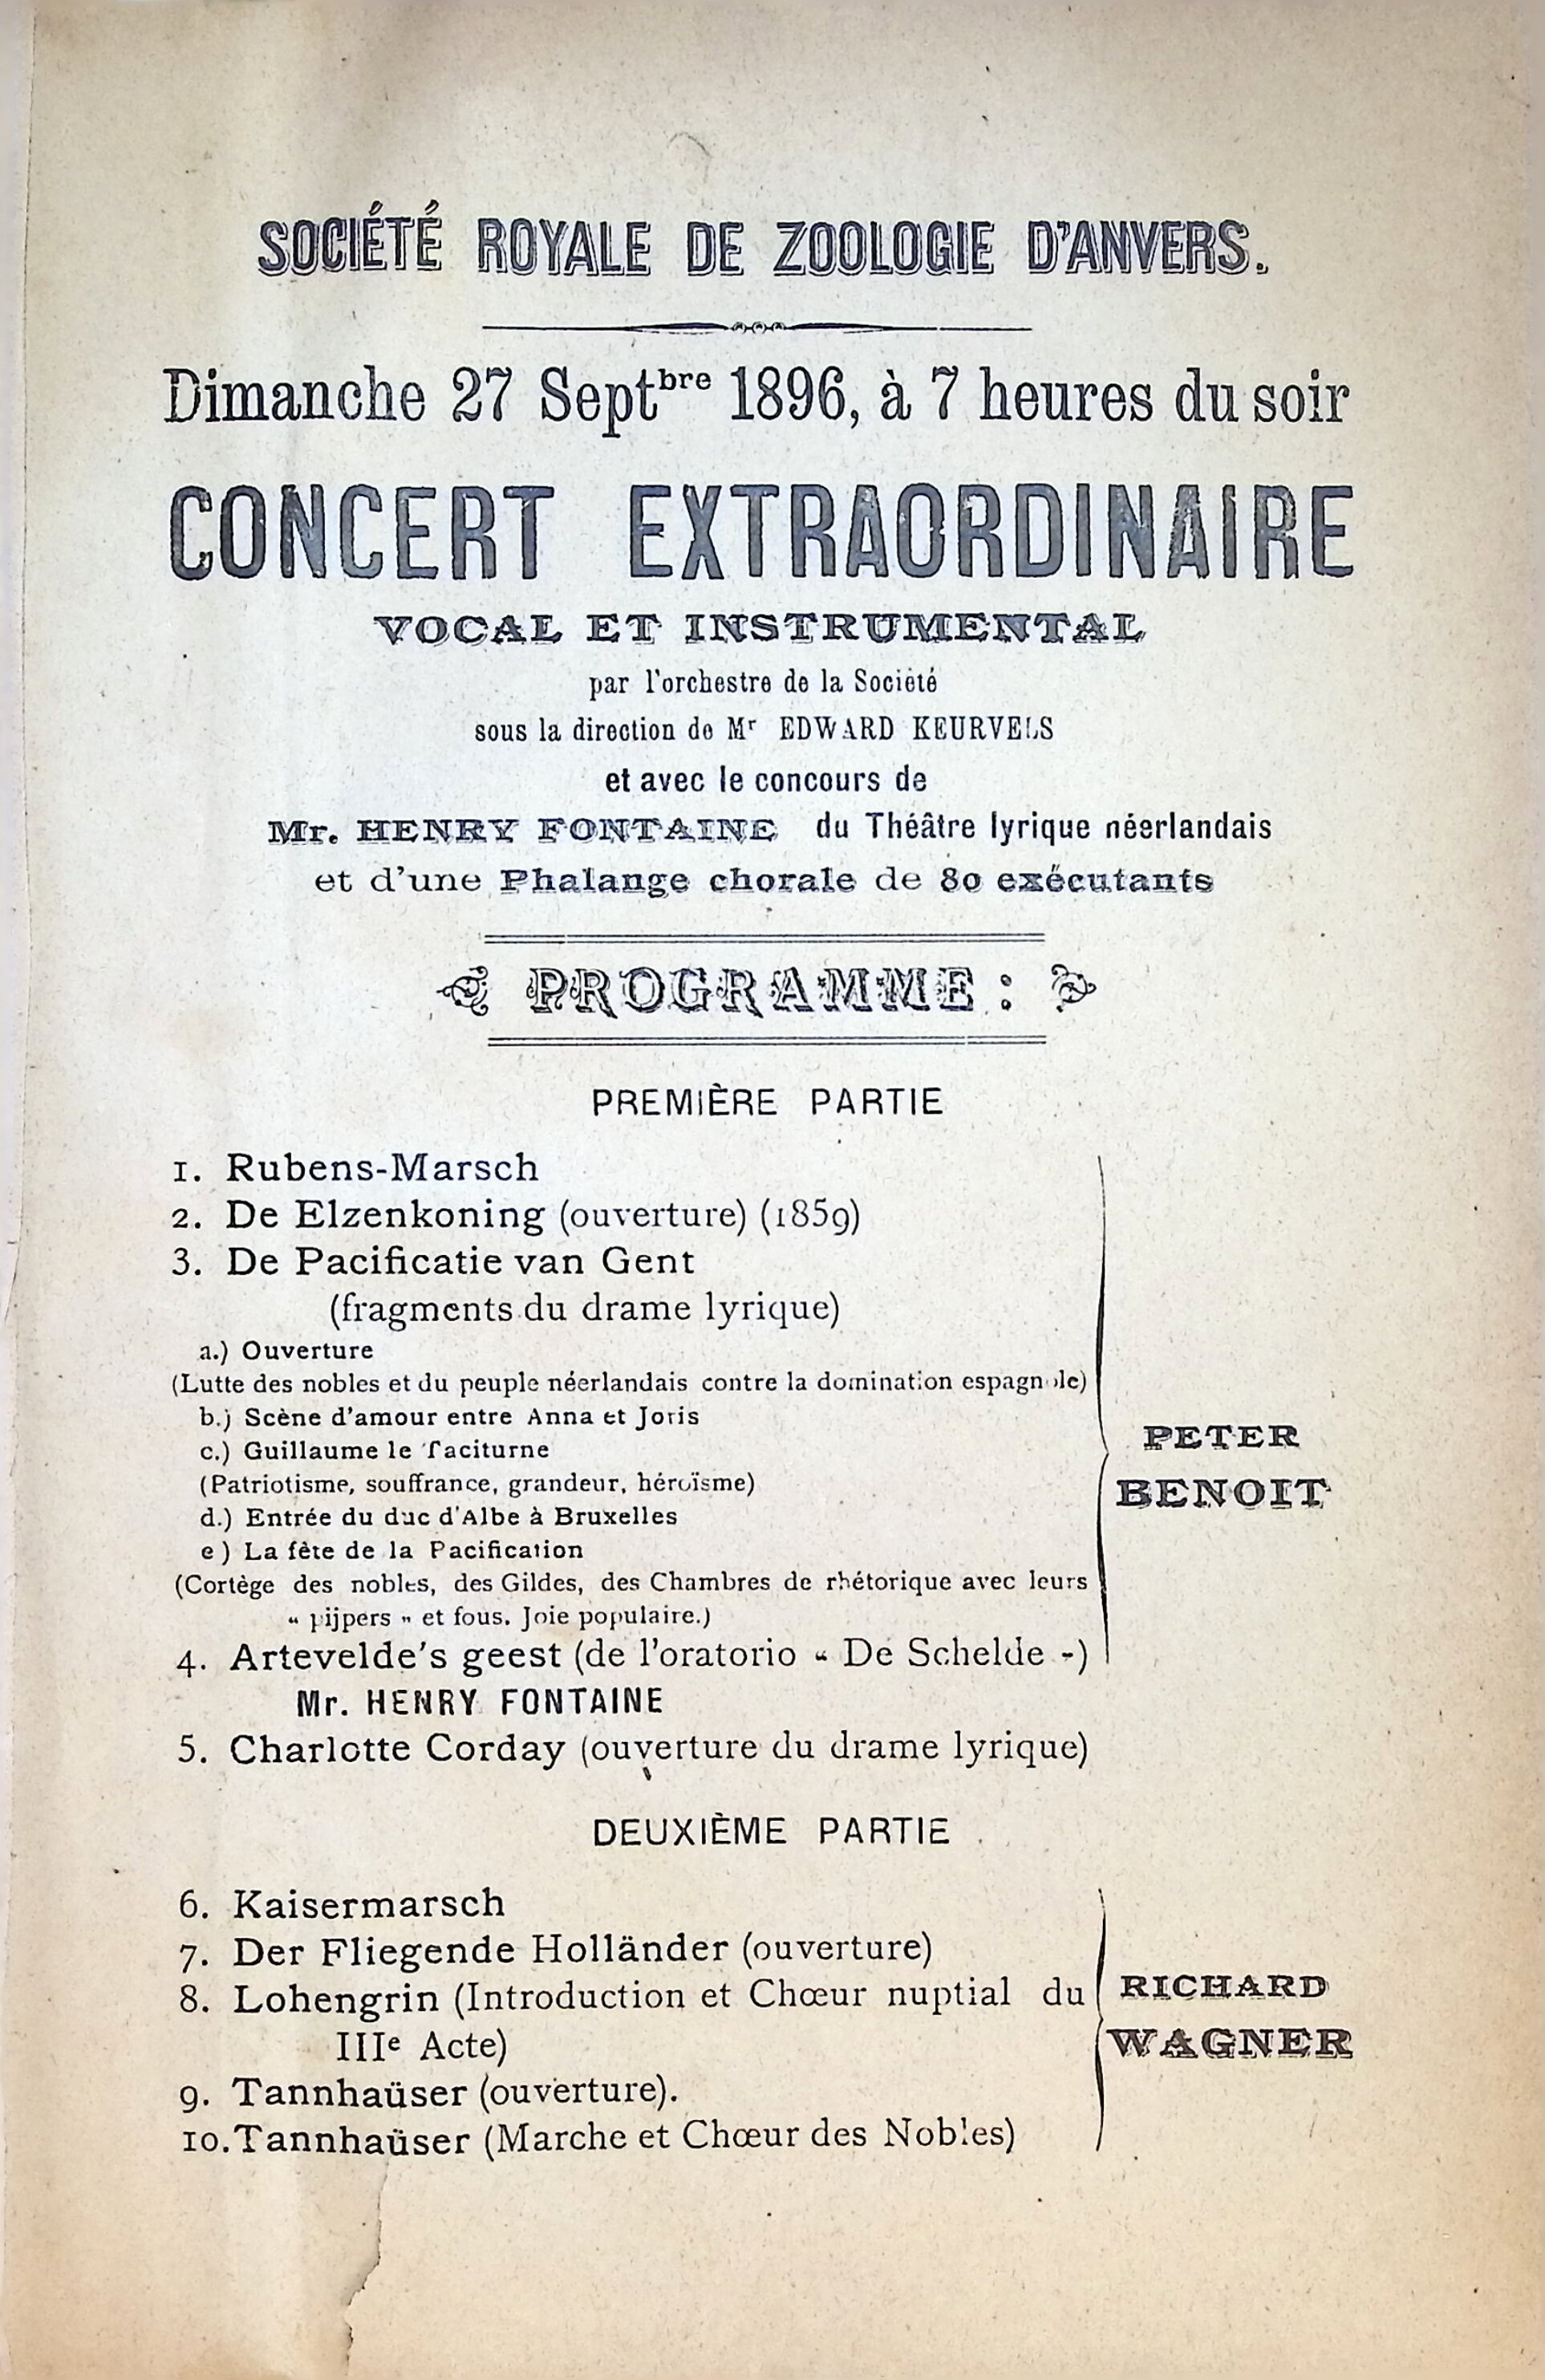 SOCIÉTÉ ROYALE DE ZOOLOGIE D'ANVERS.
Dimanche 27 Septbre 1896, à 7 heures du soir
CONCERT EXTRAORDINAIRE
VOCAL ET INSTRUMENTAL
par l'orchestre de la Société
sous la direction de Mr EDWARD KEURVELS
et avec le concours de
Mr. HENRY FONTAINE du Théâtre lyrique néerlandais
et d'une Phalange chorale de 80 exécutants
PROGRAMME :
PREMIÈRE PARTIE
1. Rubens-Marsch
2. De Elzenkoning (ouverture) (1859)
3. De Pacificatie van Gent
(fragments du drame lyrique)
a.) Ouverture
(Lutte des nobles et du peuple néerlandais contre la domination espagnole)
b.) Scène d'amour entre Anna et Joris
c.) Guillaume le Taciturne
(Patriotisme, souffrance, grandeur, héroïsme)
d.) Entrée du duc d'Albe à Bruxelles
e ) La fête de la Pacification
(Cortège des nobles, des Gildes, des Chambres de rhétorique avec leurs
“ pijpers „ et fous. Joie populaire.)
4. Artevelde's geest (de l'oratorio “ De Schelde -)
Mr. HENRY FONTAINE
5. Charlotte Corday (ouverture du drame lyrique)
PETER
BENOIT
DEUXIÈME PARTIE
6. Kaisermarsch
7. Der Fliegende Holländer (ouverture)
8. Lohengrin (Introduction et Chœur nuptial du
IIIe Acte)
9. Tannhaüser (ouverture).
10. Tannhaüser (Marche et Chœur des Nobles)
RICHARD
WAGNER